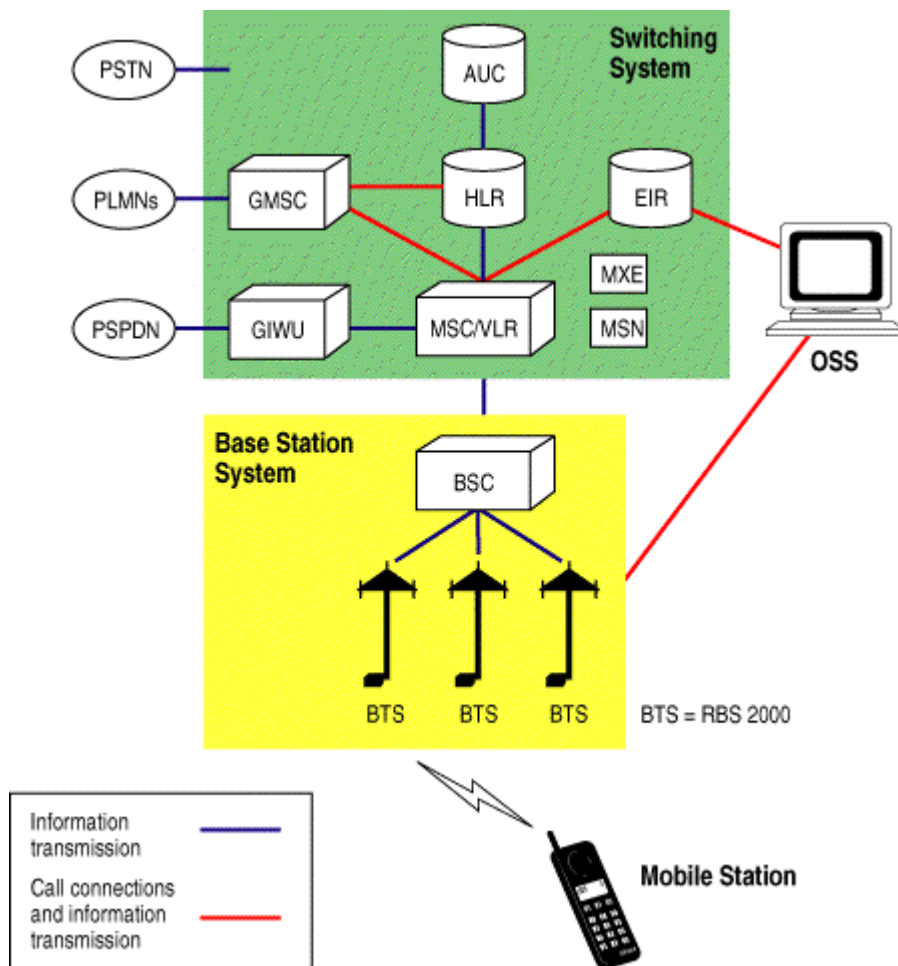 Switching
System
PSTN
AUC
PLMNs
GMSC
HLR
EIR
MXE
PSPDN
GIWU
MSC/VLR
MSN
OSS
Base Station
System
BSC
BTS
BTS
BTS
BTS = RBS 2000
Information
transmission
Call connections
and information
transmission
Mobile Station